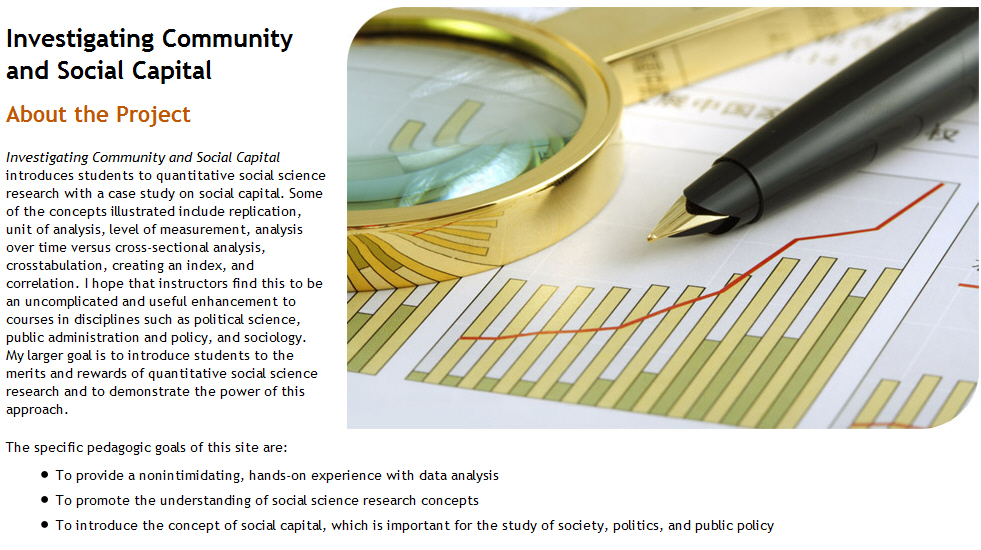 Investigating Community
and Social Capital
About the Project
Investigating Community and Social Capital
introduces students to quantitative social science
research with a case study on social capital. Some
of the concepts illustrated include replication,
unit of analysis, level of measurement, analysis
over time versus cross-sectional analysis,
crosstabulation, creating an index, and
correlation. I hope that instructors find this to be
an uncomplicated and useful enhancement to
courses in disciplines such as political science,
public administration and policy, and sociology.
My larger goal is to introduce students to the
merits and rewards of quantitative social science
research and to demonstrate the power of this
approach.
The specific pedagogic goals of this site are:
• To provide a nonintimidating, hands-on experience with data analysis
• To promote the understanding of social science research concepts
• To introduce the concept of social capital, which is important for the study of society, politics, and public policy
展中国
权